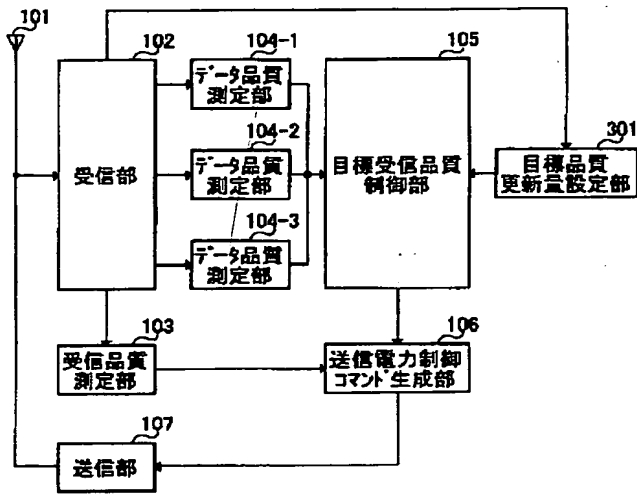 101
102
受信部
104-1
データ品質
測定部
104-2
データ品質
測定部
104-3
データ品質
測定部
105
目標受信品質
制御部
301
目標品質
更新量設定部
103
受信品質
測定部
106
送信電力制御
コマンド生成部
107
送信部